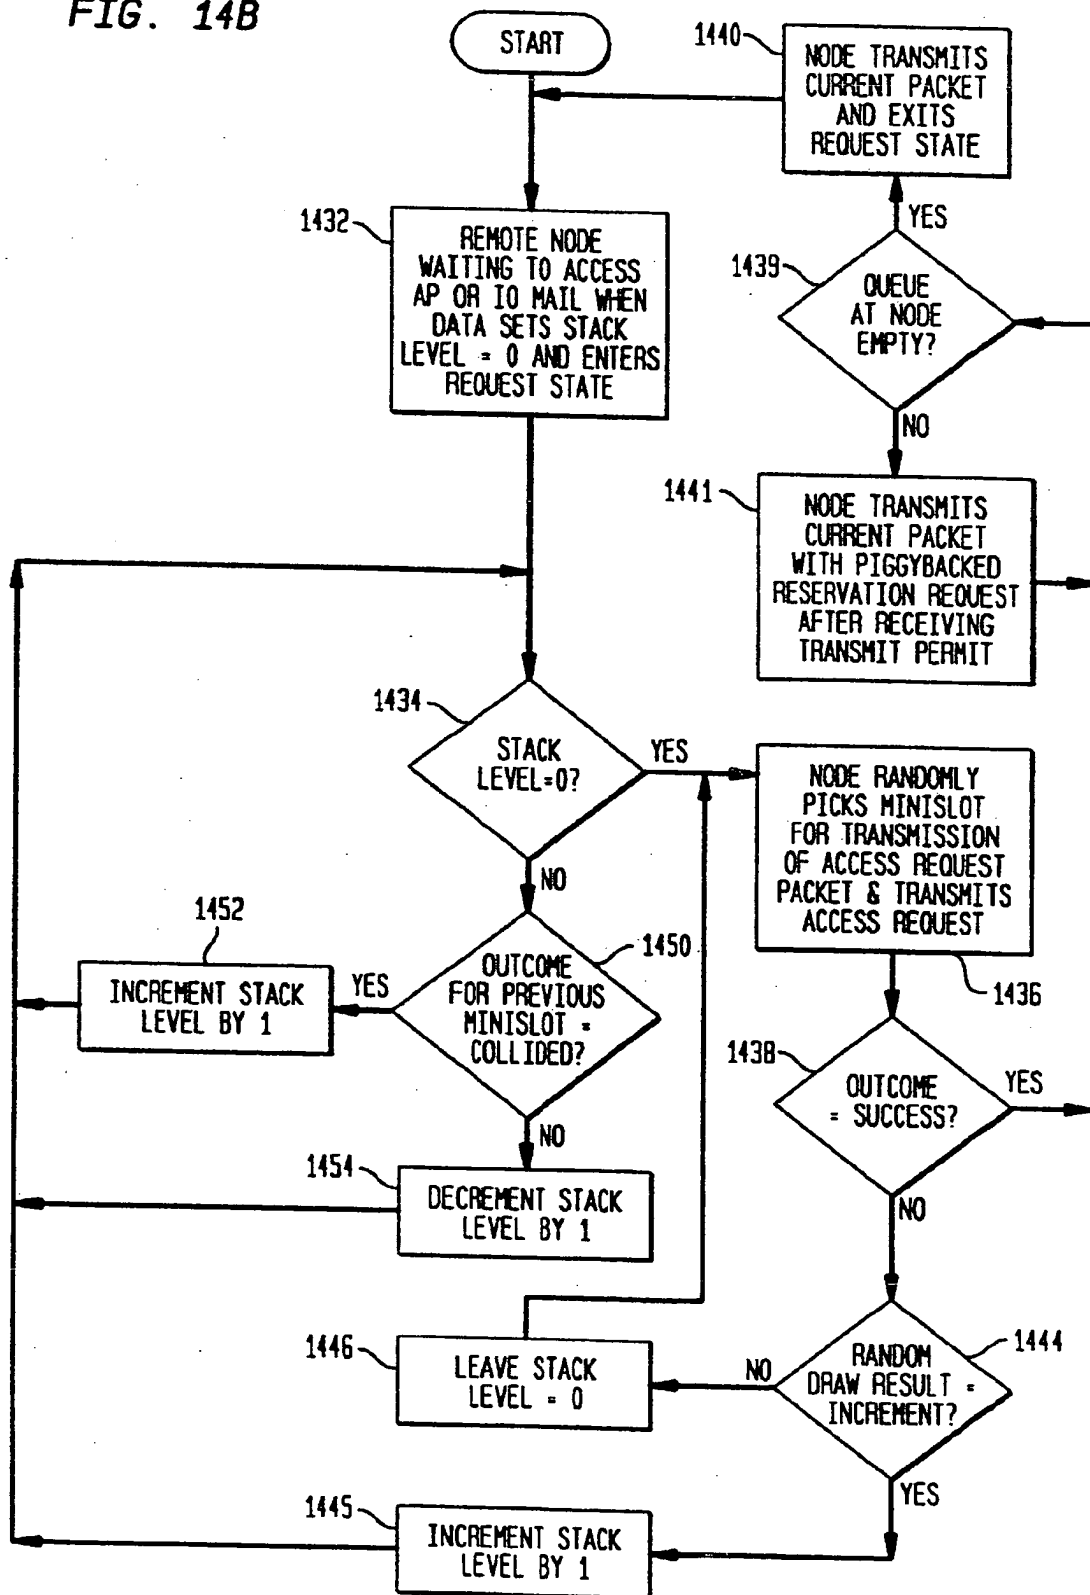 FIG. 14B
START
1440
NODE TRANSMITS
CURRENT PACKET
AND EXITS
REQUEST STATE
YES
1432
REMOTE NODE
WAITING TO ACCESS
AP OR IO MAIL WHEN
DATA SETS STACK
LEVEL = 0 AND ENTERS
REQUEST STATE
1439
QUEUE
AT NODE
EMPTY?
NO
1441
NODE TRANSMITS
CURRENT PACKET
WITH PIGGYBACKED
RESERVATION REQUEST
AFTER RECEIVING
TRANSMIT PERMIT
1434
STACK
LEVEL=0?
YES
NO
NODE RANDOMLY
PICKS MINISLOT
FOR TRANSMISSION
OF ACCESS REQUEST
PACKET & TRANSMITS
ACCESS REQUEST
1436
1452
INCREMENT STACK
LEVEL BY 1
YES
1450
OUTCOME
FOR PREVIOUS
MINISLOT =
COLLIDED?
NO
1438
OUTCOME
= SUCCESS?
YES
NO
1454
DECREMENT STACK
LEVEL BY 1
1446
LEAVE STACK
LEVEL = 0
NO
1444
RANDOM
DRAW RESULT =
INCREMENT?
YES
1445
INCREMENT STACK
LEVEL BY 1